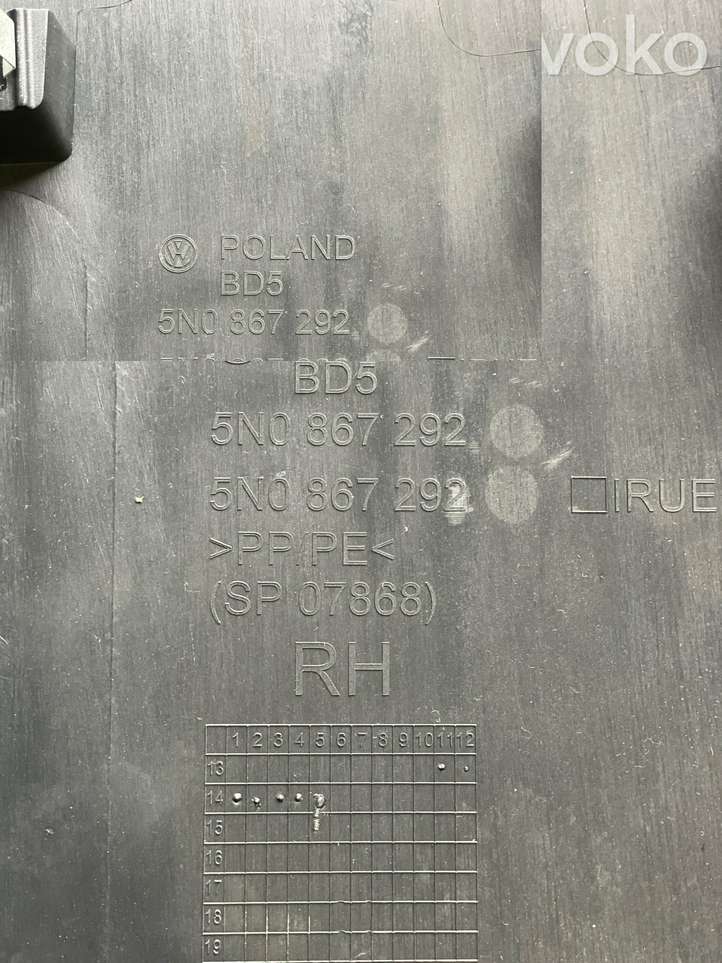 voko
POLAND
BD5
5N0 867 292
BD5
5N0 867 292
5N0 867 292 IRUE
>PP/PE<
(SP 07868)
RH
1 2 3 4 5 6 7 8 9 10 11 12
13
14
15
16
17
18
19